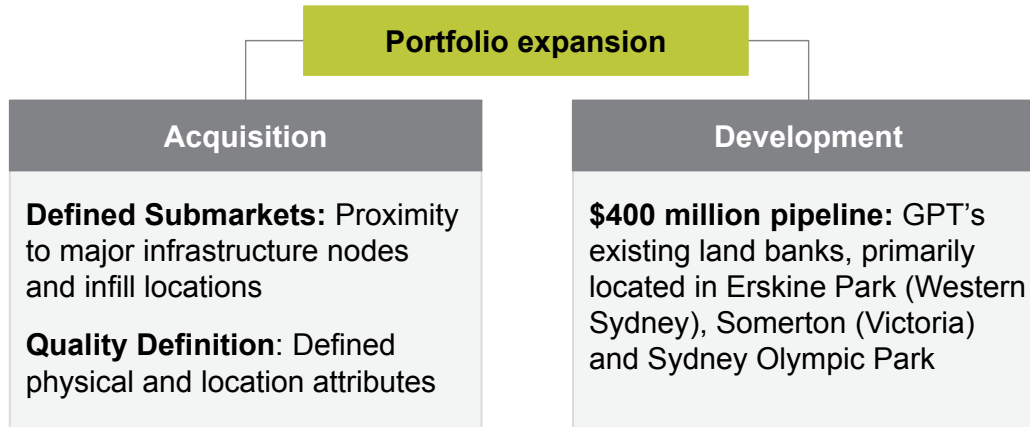 Portfolio expansion
Acquisition
Defined Submarkets: Proximity
to major infrastructure nodes
and infill locations
Quality Definition: Defined
physical and location attributes
Development
$400 million pipeline: GPT’s
existing land banks, primarily
located in Erskine Park (Western
Sydney), Somerton (Victoria)
and Sydney Olympic Park